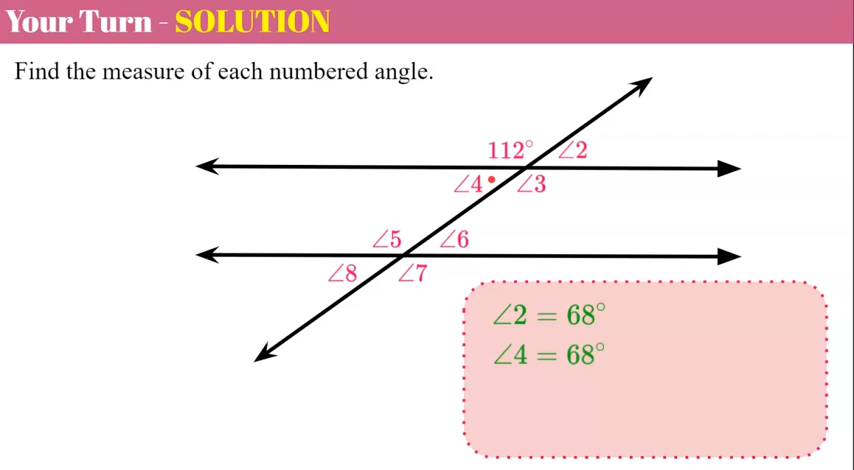 Your Turn - SOLUTION
Find the measure of each numbered angle.
112° ∠2
∠4 ∠3
∠5 ∠6
∠8 ∠7
∠2 = 68°
∠4 = 68°